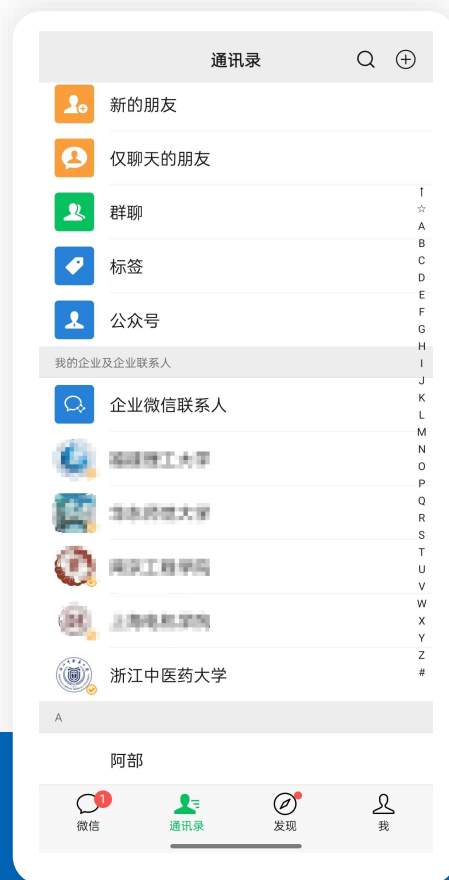 通讯录
新的朋友
仅聊天的朋友
群聊
标签
公众号
我的企业及企业联系人
企业微信联系人
浙江中医药大学
A
阿部
↑
☆
A
B
C
D
E
F
G
H
I
J
K
L
M
N
O
P
Q
R
S
T
U
V
W
X
Y
Z
#
1
微信
通讯录
发现
我